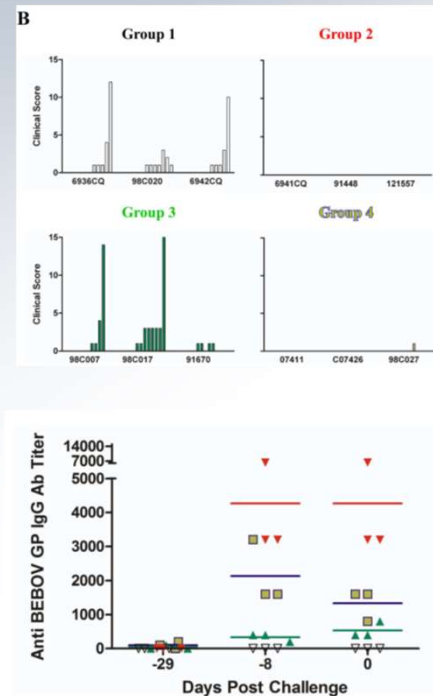 B
Group 1
Group 2
Clinical Score
15
10
5
0
6936CQ 98C020 6942CQ
6941CQ 91448 121557
Group 3
Group 4
Clinical Score
15
10
5
0
98C007 98C017 91670
07411 C07426 98C027
Anti BEBOV GP IgG Ab Titer
14000
7000
5000
4000
3000
2000
1000
0
-29 -8 0
Days Post Challenge